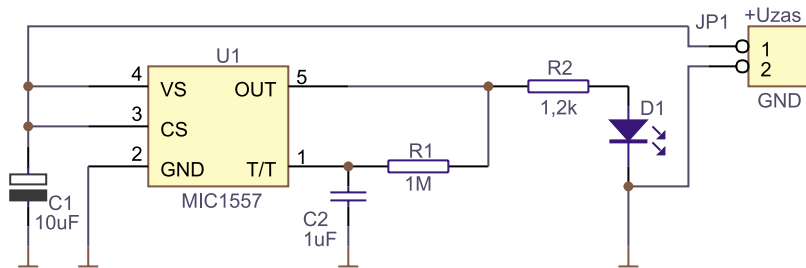 JP1 +Uzas
1
2
GND
U1
4 VS OUT 5
3 CS
2 GND T/T 1
MIC1557
R2
1,2k
D1
R1
1M
C1
10uF
C2
1uF